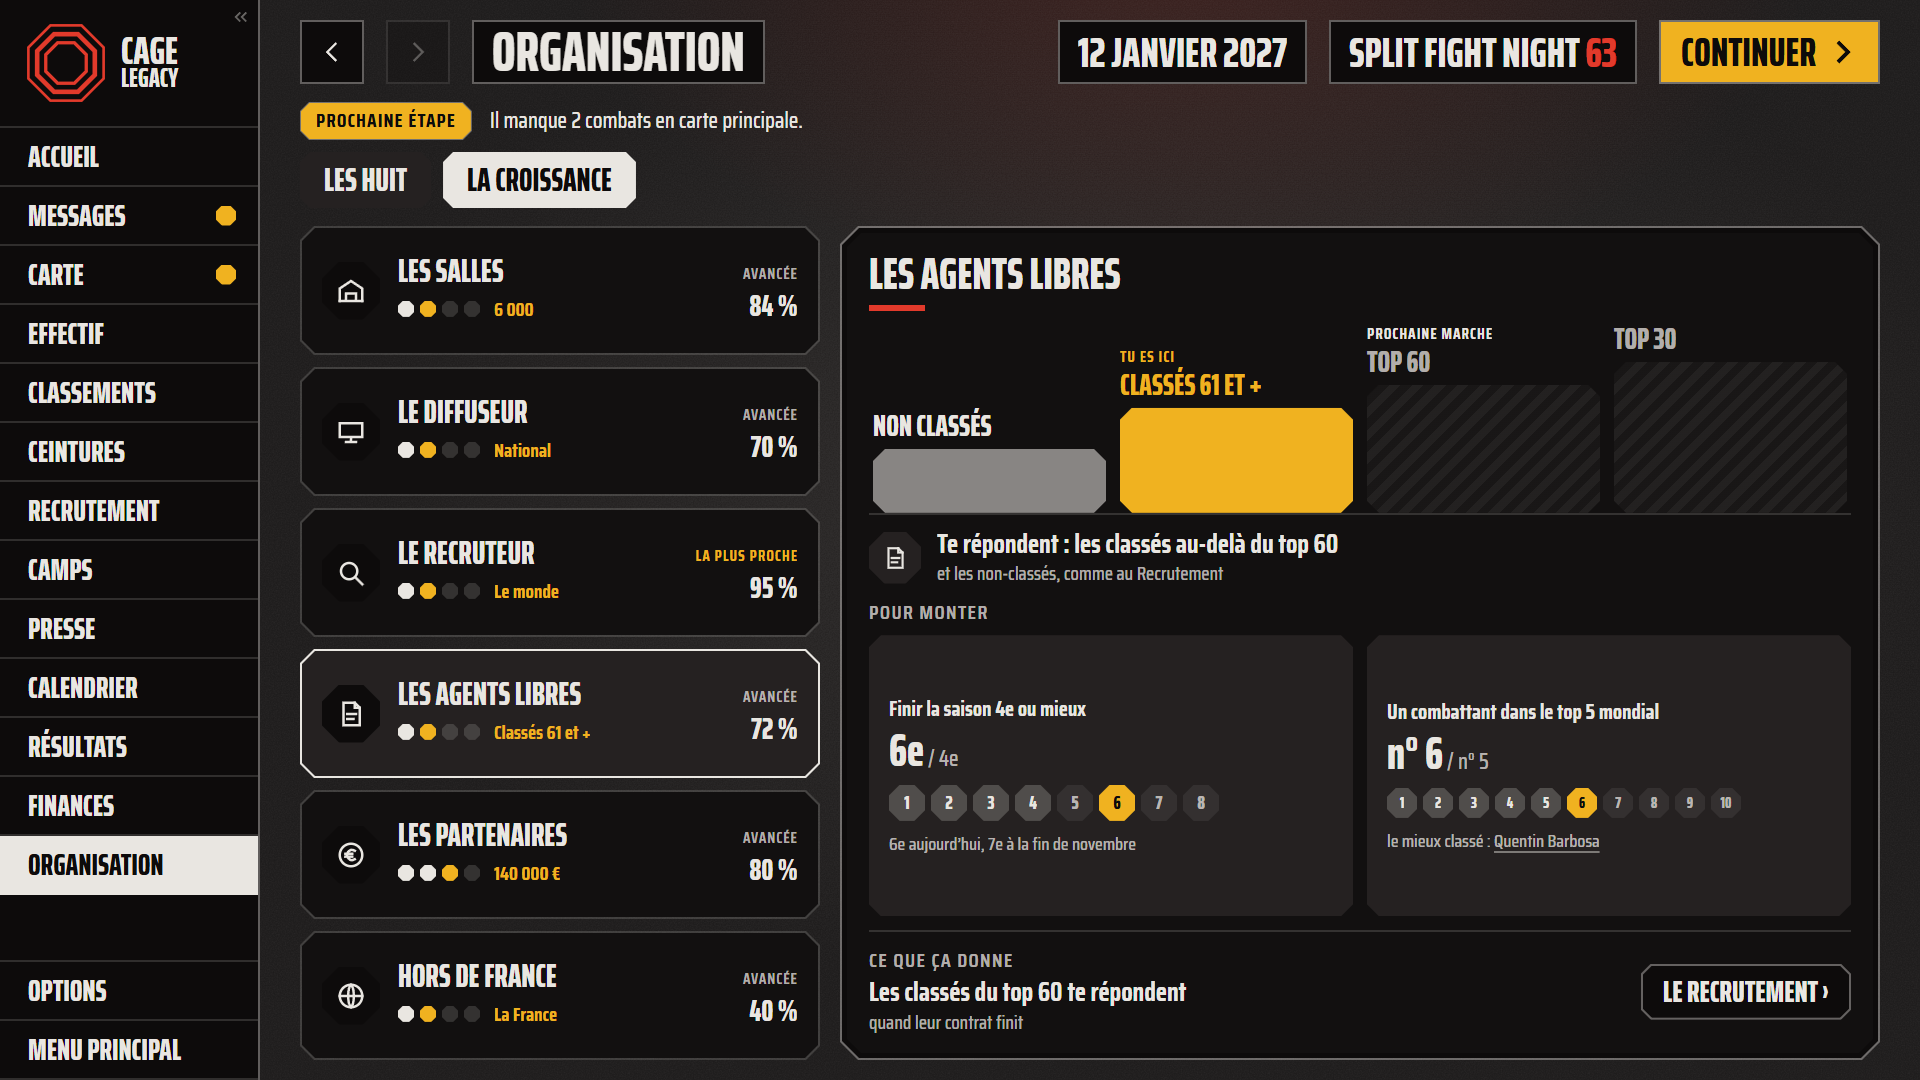 CAGE
LEGACY
ACCUEIL
MESSAGES
CARTE
EFFECTIF
CLASSEMENTS
CEINTURES
RECRUTEMENT
CAMPS
PRESSE
CALENDRIER
RÉSULTATS
FINANCES
ORGANISATION
OPTIONS
MENU PRINCIPAL
ORGANISATION
12 JANVIER 2027
SPLIT FIGHT NIGHT 63
CONTINUER
PROCHAINE ÉTAPE
Il manque 2 combats en carte principale.
LES HUIT
LA CROISSANCE
LES SALLES
6 000
AVANCÉE
84 %
LE DIFFUSEUR
National
AVANCÉE
70 %
LE RECRUTEUR
Le monde
LA PLUS PROCHE
95 %
LES AGENTS LIBRES
Classés 61 et +
AVANCÉE
72 %
LES PARTENAIRES
140 000 €
AVANCÉE
80 %
HORS DE FRANCE
La France
AVANCÉE
40 %
LES AGENTS LIBRES
NON CLASSÉS
TU ES ICI
CLASSÉS 61 ET +
PROCHAINE MARCHE
TOP 60
TOP 30
Te répondent : les classés au-delà du top 60
et les non-classés, comme au Recrutement
POUR MONTER
Finir la saison 4e ou mieux
6e / 4e
1 2 3 4 5 6 7 8
6e aujourd'hui, 7e à la fin de novembre
Un combattant dans le top 5 mondial
n° 6 / n° 5
1 2 3 4 5 6 7 8 9 10
le mieux classé : Quentin Barbosa
CE QUE ÇA DONNE
Les classés du top 60 te répondent
quand leur contrat finit
LE RECRUTEMENT ›